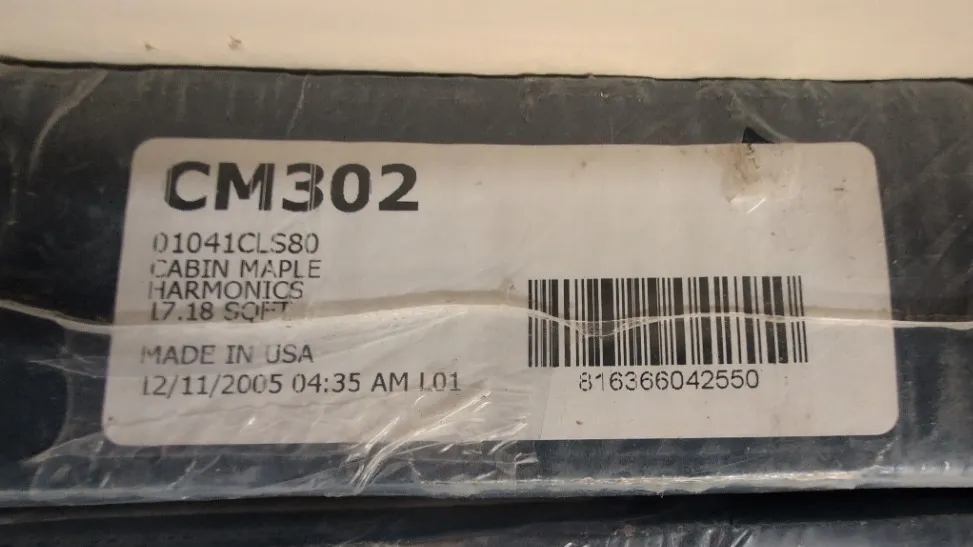 CM302
01041CLS80
CABIN MAPLE
HARMONICS
17.18 SQFT
MADE IN USA
12/11/2005 04:35 AM L01
816366042550